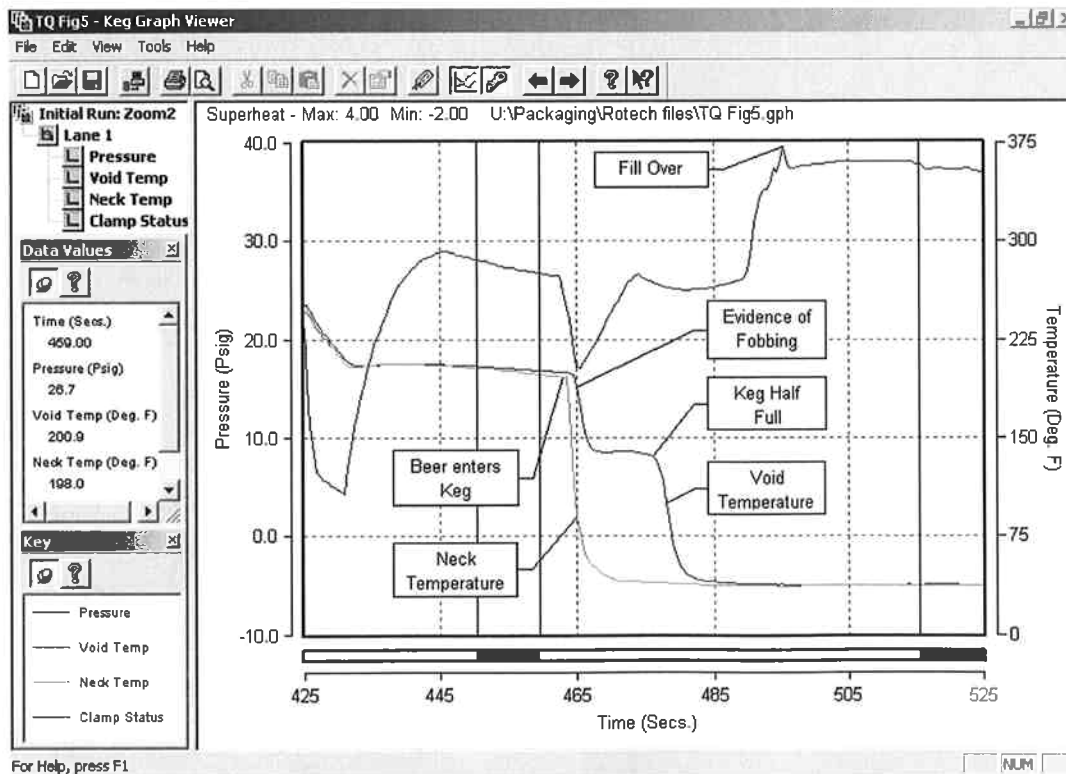 TQ Fig5 - Keg Graph Viewer
File Edit View Tools Help
Initial Run: Zoom2
Lane 1
Pressure
Void Temp
Neck Temp
Clamp Status
Data Values
Time (Secs.)
459.00
Pressure (Psig)
26.7
Void Temp (Deg. F)
200.9
Neck Temp (Deg. F)
198.0
Key
Pressure
Void Temp
Neck Temp
Clamp Status
Superheat - Max: 4.00 Min: -2.00 U:\Packaging\Rotech files\TQ Fig5.gph
40.0
30.0
20.0
10.0
0.0
-10.0
Pressure (Psig)
375
300
225
150
75
0
Temperature (Deg. F)
Fill Over
Evidence of
Fobbing
Keg Half
Full
Beer enters
Keg
Void
Temperature
Neck
Temperature
425 445 465 485 505 525
Time (Secs.)
For Help, press F1
NUM